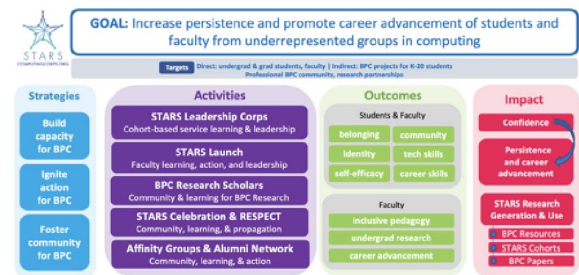 GOAL: Increase persistence and promote career advancement of students and
faculty from underrepresented groups in computing
STARS
COMPUTINGCORPS.ORG
Targets
Direct: undergrad & grad students, faculty | Indirect: BPC projects for K-20 students
Professional BPC community, research partnerships
Strategies
Build
capacity
for BPC
Ignite
action
for BPC
Foster
community
for BPC
Activities
STARS Leadership Corps
Cohort-based service learning & leadership
STARS Launch
Faculty learning, action, and leadership
BPC Research Scholars
Community & learning for BPC Research
STARS Celebration & RESPECT
Community, learning, & propagation
Affinity Groups & Alumni Network
Community, learning, & action
Outcomes
Students & Faculty
belonging
community
identity
tech skills
self-efficacy
career skills
Faculty
inclusive pedagogy
undergrad research
career advancement
Impact
Confidence
Persistence
and career
advancement
STARS Research
Generation & Use
BPC Resources
STARS Cohorts
BPC Papers